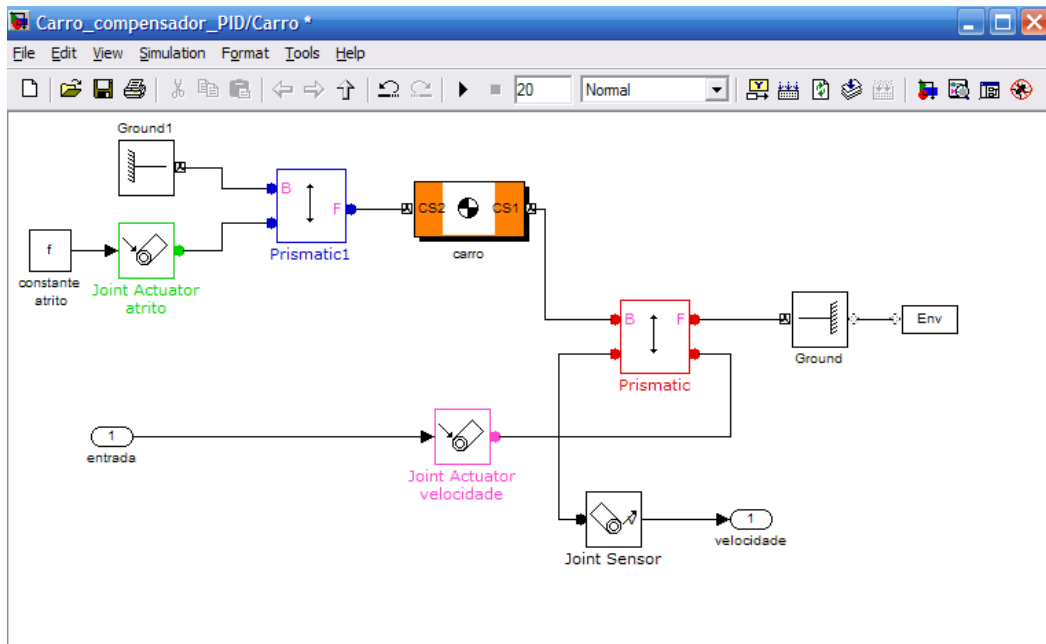 Carro_compensador_PID/Carro *
File Edit View Simulation Format Tools Help
20 Normal
Ground1
B
F
Prismatic1
CS2 CS1
carro
f
constante
atrito
Joint Actuator
atrito
B F
Prismatic
Ground
Env
1
entrada
Joint Actuator
velocidade
Joint Sensor
1
velocidade